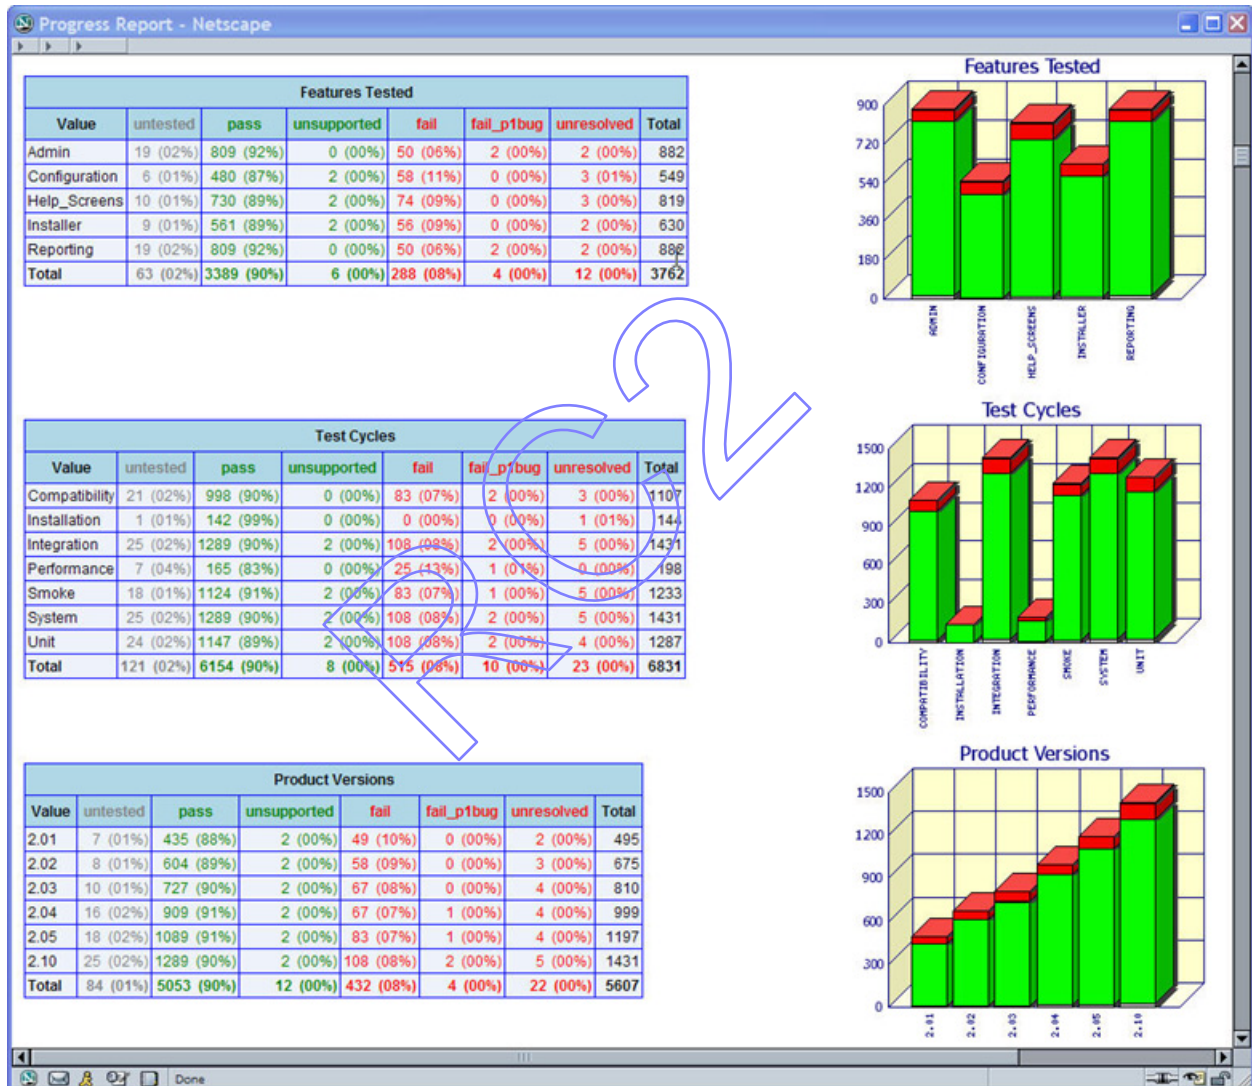 Progress Report - Netscape
Features Tested
Value untested pass unsupported fail fail_p1bug unresolved Total
Admin 19 (02%) 809 (92%) 0 (00%) 50 (06%) 2 (00%) 2 (00%) 882
Configuration 6 (01%) 480 (87%) 2 (00%) 58 (11%) 0 (00%) 3 (01%) 549
Help_Screens 10 (01%) 730 (89%) 2 (00%) 74 (09%) 0 (00%) 3 (00%) 819
Installer 9 (01%) 561 (89%) 2 (00%) 56 (09%) 0 (00%) 2 (00%) 630
Reporting 19 (02%) 809 (92%) 0 (00%) 50 (06%) 2 (00%) 2 (00%) 882
Total 63 (02%) 3389 (90%) 6 (00%) 288 (08%) 4 (00%) 12 (00%) 3762
Features Tested
900
720
540
360
180
0
ADMIN
CONFIGURATION
HELP_SCREENS
INSTALLER
REPORTING
Test Cycles
Value untested pass unsupported fail fail_p1bug unresolved Total
Compatibility 21 (02%) 998 (90%) 0 (00%) 83 (07%) 2 (00%) 3 (00%) 1107
Installation 1 (01%) 142 (99%) 0 (00%) 0 (00%) 0 (00%) 1 (01%) 144
Integration 25 (02%) 1289 (90%) 2 (00%) 108 (08%) 2 (00%) 5 (00%) 1431
Performance 7 (04%) 165 (83%) 0 (00%) 25 (13%) 1 (01%) 0 (00%) 198
Smoke 18 (01%) 1124 (91%) 2 (00%) 83 (07%) 1 (00%) 5 (00%) 1233
System 25 (02%) 1289 (90%) 2 (00%) 108 (08%) 2 (00%) 5 (00%) 1431
Unit 24 (02%) 1147 (89%) 2 (00%) 108 (08%) 2 (00%) 4 (00%) 1287
Total 121 (02%) 6154 (90%) 8 (00%) 515 (08%) 10 (00%) 23 (00%) 6831
Test Cycles
1500
1200
900
600
300
0
COMPATIBILITY
INSTALLATION
INTEGRATION
PERFORMANCE
SMOKE
SYSTEM
UNIT
RC2
Product Versions
Value untested pass unsupported fail fail_p1bug unresolved Total
2.01 7 (01%) 435 (88%) 2 (00%) 49 (10%) 0 (00%) 2 (00%) 495
2.02 8 (01%) 604 (89%) 2 (00%) 58 (09%) 0 (00%) 3 (00%) 675
2.03 10 (01%) 727 (90%) 2 (00%) 67 (08%) 0 (00%) 4 (00%) 810
2.04 16 (02%) 909 (91%) 2 (00%) 67 (07%) 1 (00%) 4 (00%) 999
2.05 18 (02%) 1089 (91%) 2 (00%) 83 (07%) 1 (00%) 4 (00%) 1197
2.10 25 (02%) 1289 (90%) 2 (00%) 108 (08%) 2 (00%) 5 (00%) 1431
Total 84 (01%) 5053 (90%) 12 (00%) 432 (08%) 4 (00%) 22 (00%) 5607
Product Versions
1500
1200
900
600
300
0
2.01
2.02
2.03
2.04
2.05
2.10
Done